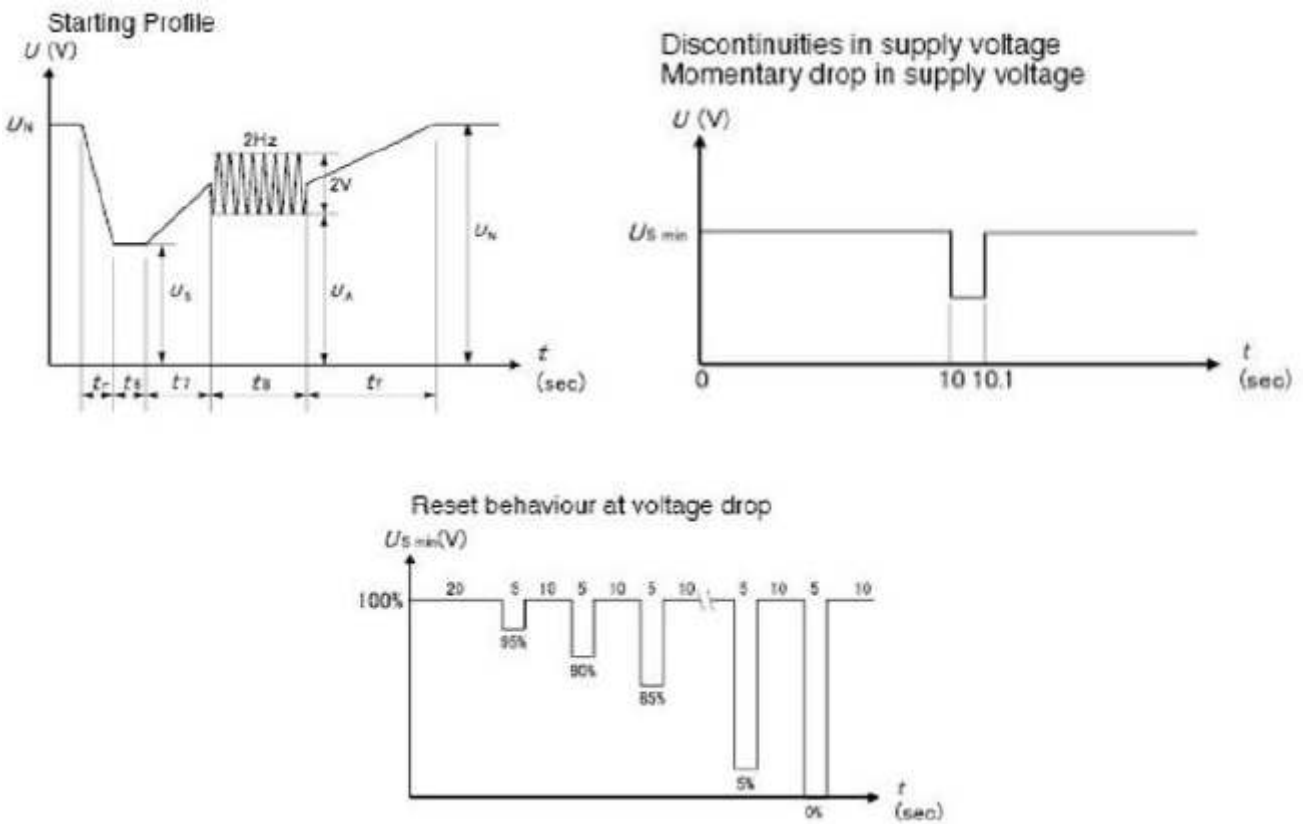 Starting Profile
U (V)
UN
2Hz
2V
US
UA
UN
tr t6 t7 t8 tf
t
(sec)
Discontinuities in supply voltage
Momentary drop in supply voltage
U (V)
US min
0 10 10.1
t
(sec)
Reset behaviour at voltage drop
US min(V)
100%
20 5 10 5 10 5 10 5 10 5 10
95%
90%
85%
5%
0%
t
(sec)